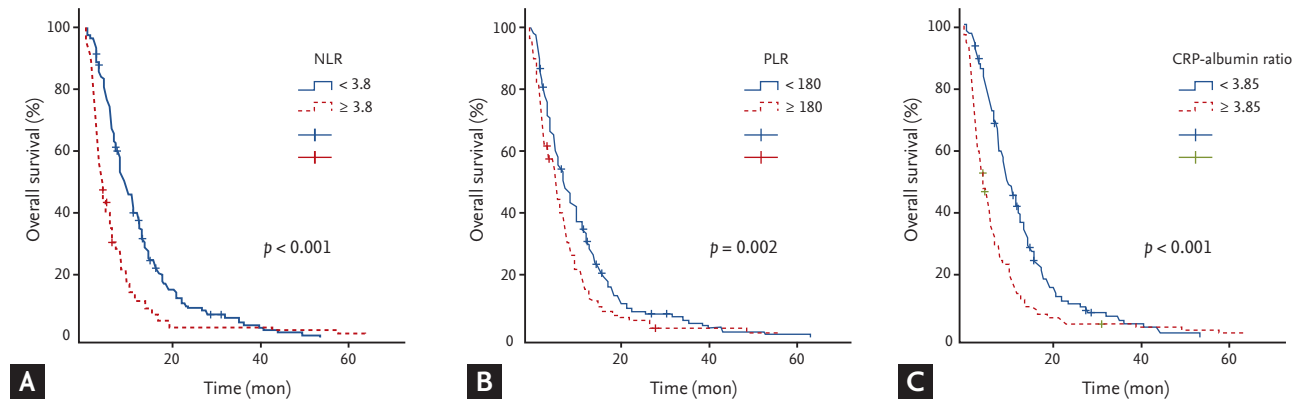 100
80
60
40
20
0
20
40
60
Overall survival (%)
Time (mon)
NLR
< 3.8
≥ 3.8
p < 0.001
A
100
80
60
40
20
0
20
40
60
Overall survival (%)
Time (mon)
PLR
< 180
≥ 180
p = 0.002
B
100
80
60
40
20
0
20
40
60
Overall survival (%)
Time (mon)
CRP-albumin ratio
< 3.85
≥ 3.85
p < 0.001
C